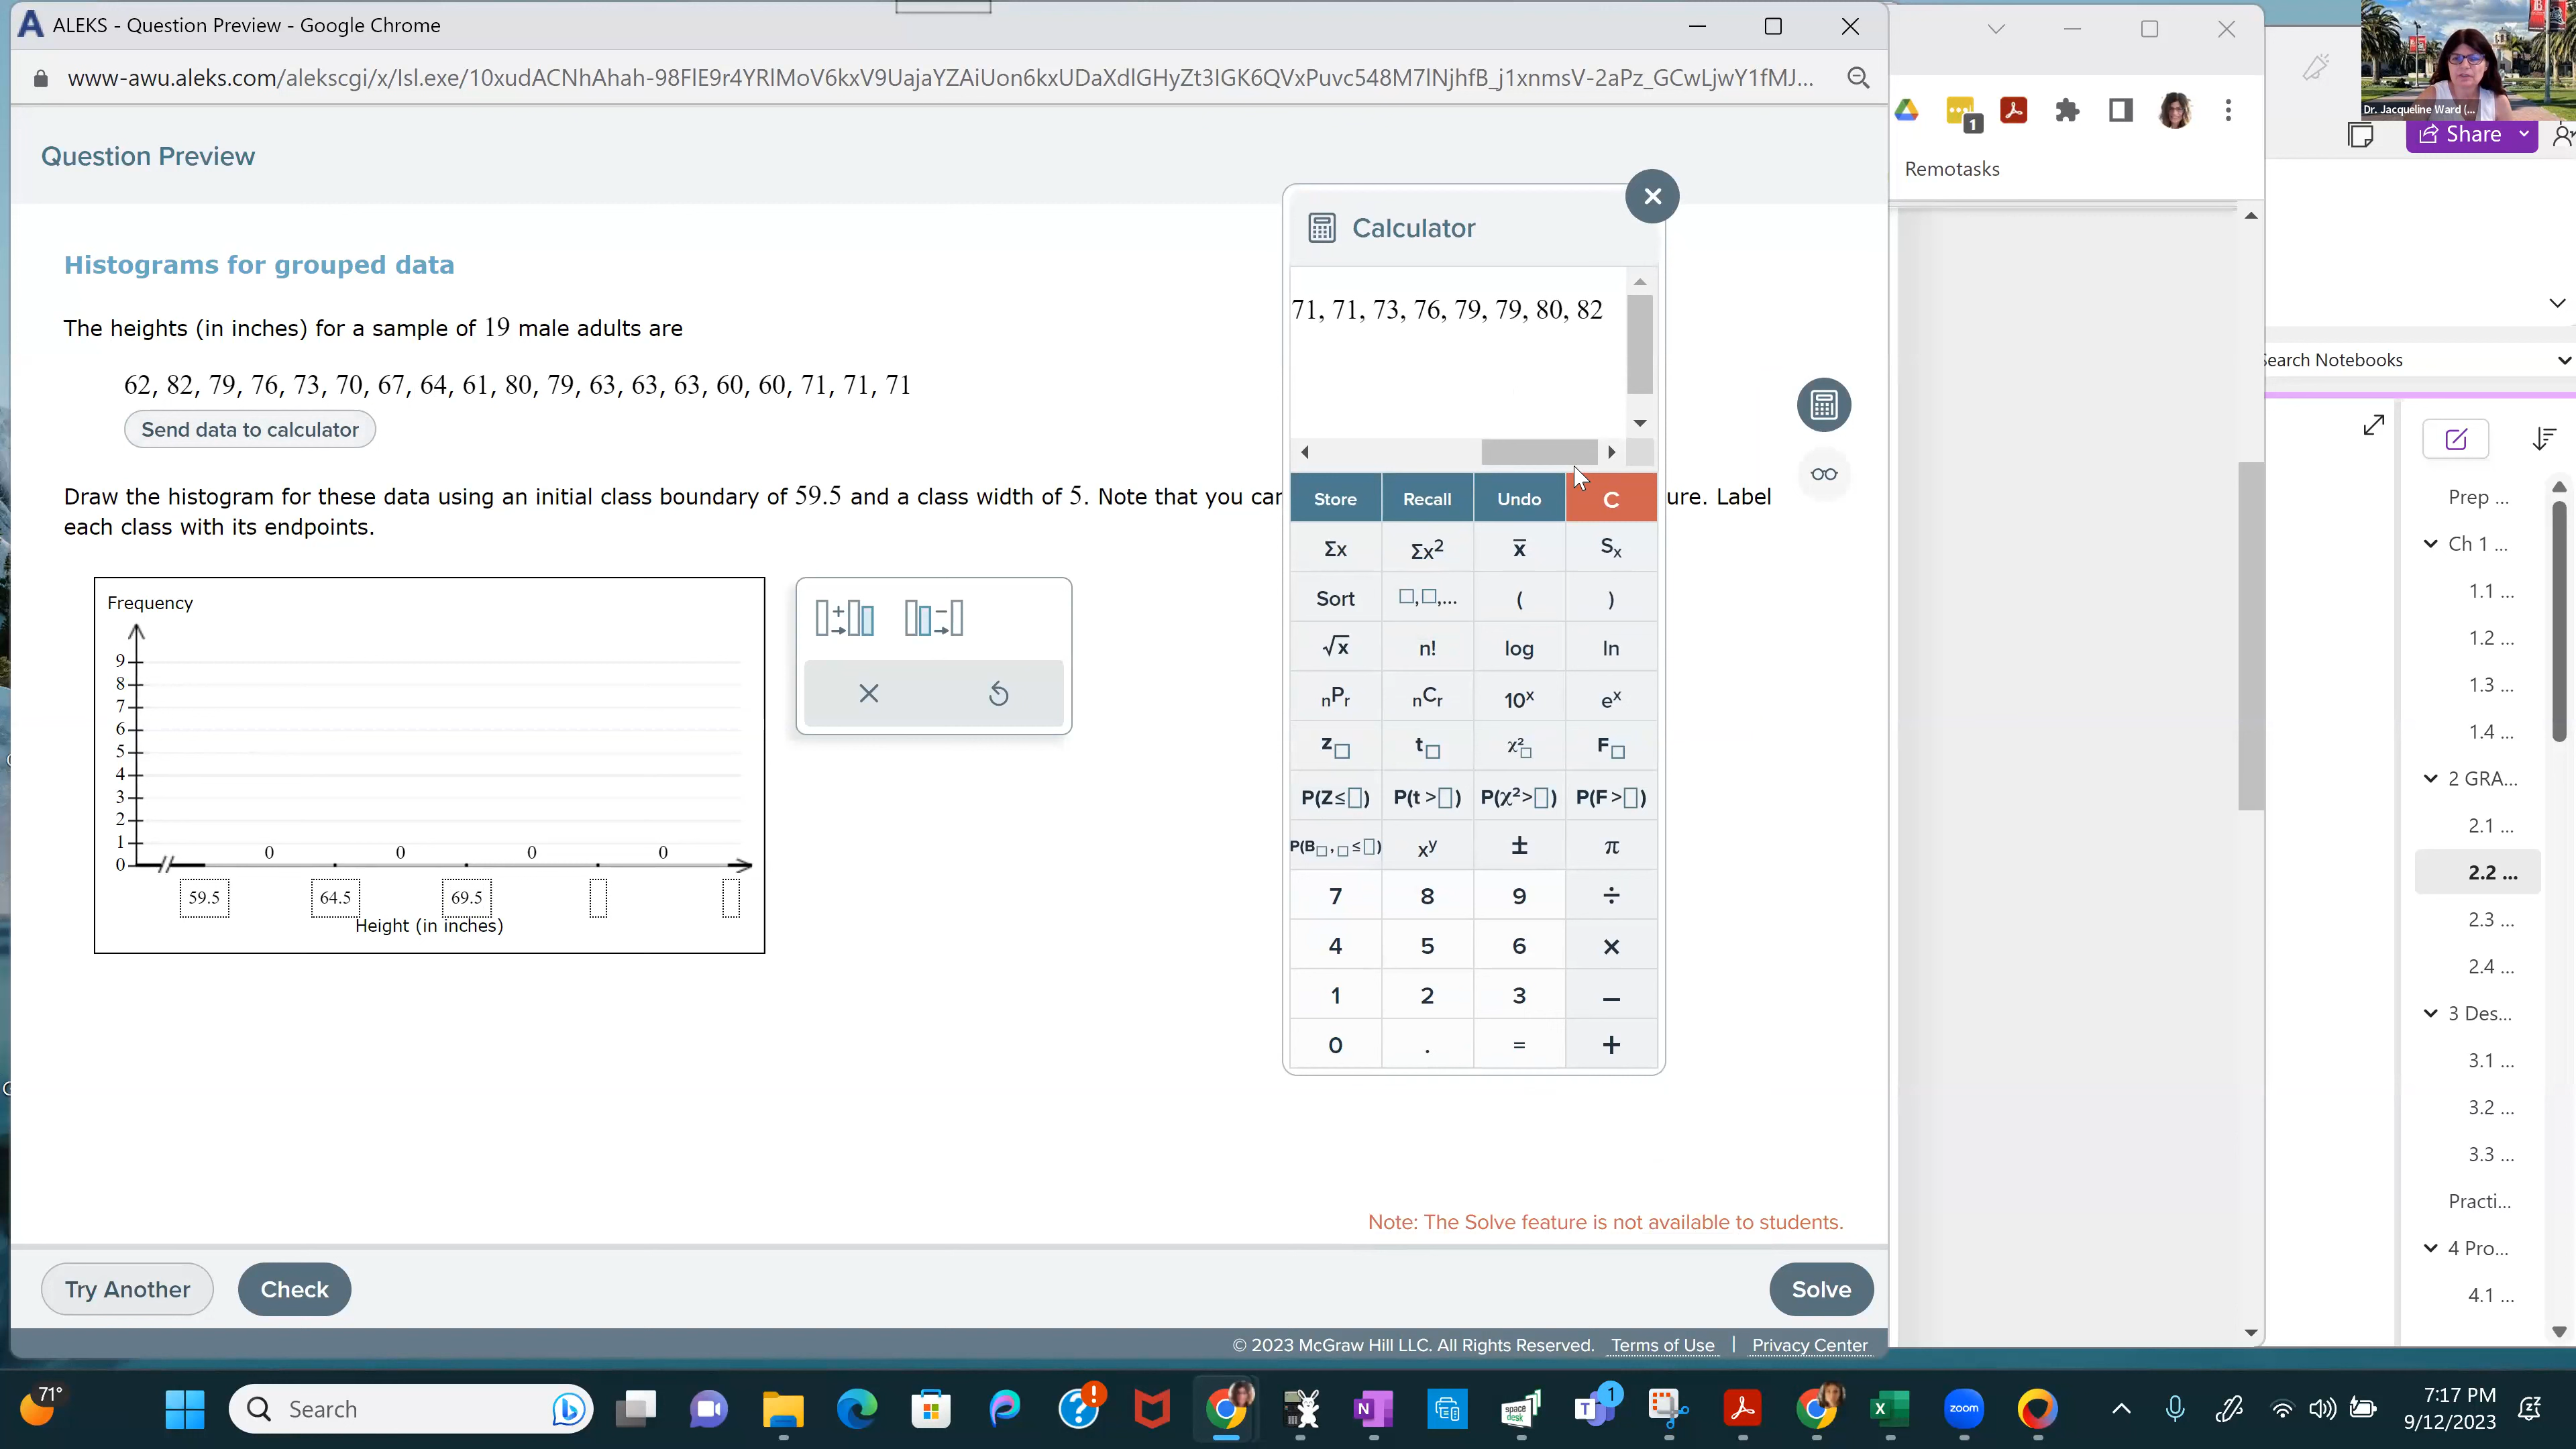 ALEKS - Question Preview - Google Chrome
www-awu.aleks.com/alekscgi/x/Isl.exe/
Dr. Jacqueline Ward (...
Share
1
Remotasks
Question Preview
Calculator
Histograms for grouped data
71, 71, 73, 76, 79, 79, 80, 82
The heights (in inches) for a sample of 19 male adults are
62, 82, 79, 76, 73, 70, 67, 64, 61, 80, 79, 63, 63, 63, 60, 60, 71, 71, 71
Send data to calculator
Draw the histogram for these data using an initial class boundary of 59.5 and a class width of 5. Note that you can
ure. Label
each class with its endpoints.
Store Recall Undo C
Σx Σx² x̄ Sx
Sort □,□,... ( )
√x n! log ln
nPr nCr 10ˣ eˣ
z□ t□ χ²□ F□
P(Z≤□) P(t >□) P(χ²>□) P(F>□)
P(B□,□≤□) xʸ ± π
7 8 9 ÷
4 5 6 ×
1 2 3 −
0 . = +
Frequency
9
8
7
6
5
4
3
2
1
0
0 0 0 0
59.5 64.5 69.5
Height (in inches)
Note: The Solve feature is not available to students.
Try Another Check Solve
© 2023 McGraw Hill LLC. All Rights Reserved. Terms of Use | Privacy Center
Search Notebooks
Prep ...
Ch 1 ...
1.1 ...
1.2 ...
1.3 ...
1.4 ...
2 GRA...
2.1 ...
2.2 ...
2.3 ...
2.4 ...
3 Des...
3.1 ...
3.2 ...
3.3 ...
Practi...
4 Pro...
4.1 ...
71°
Search
space
desk
1
zoom
7:17 PM
9/12/2023